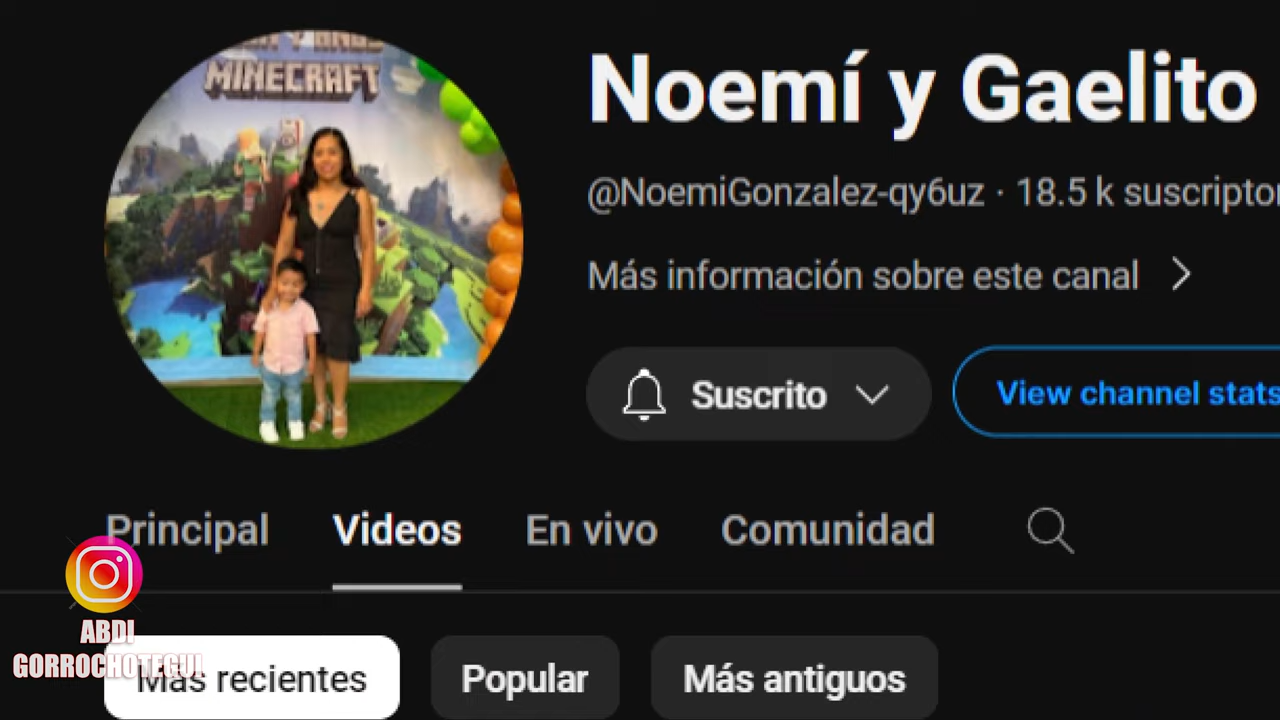 MINECRAFT
Noemí y Gaelito
@NoemiGonzalez-qy6uz · 18.5 k
Más información sobre este canal
Suscrito
View channel stats
Principal
Videos
En vivo
Comunidad
ABDI
GORROCHOTEGUI
Más recientes
Popular
Más antiguos